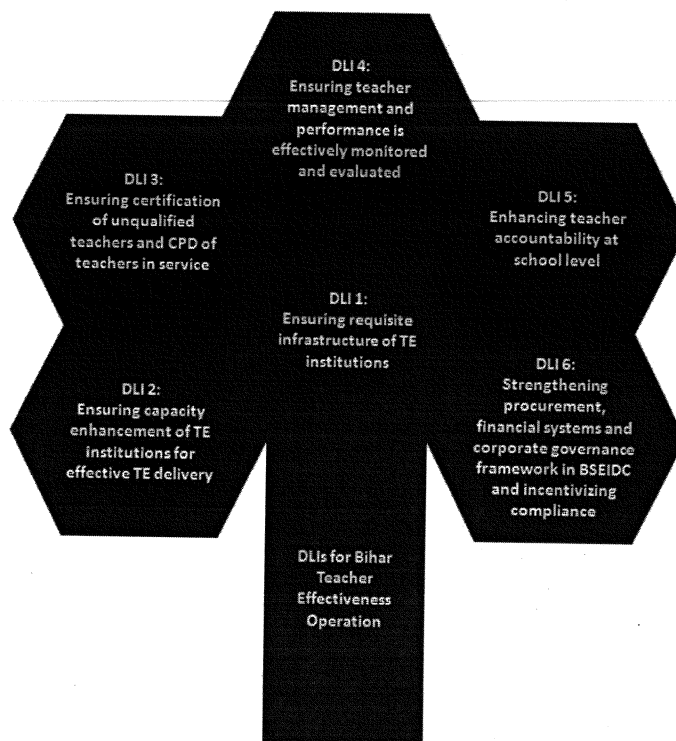 DLI 4:
Ensuring teacher
management and
performance is
effectively monitored
and evaluated
DLI 3:
Ensuring certification
of unqualified
teachers and CPD of
teachers in service
DLI 5:
Enhancing teacher
accountability at
school level
DLI 1:
Ensuring requisite
infrastructure of TE
institutions
DLI 2:
Ensuring capacity
enhancement of TE
institutions for
effective TE delivery
DLI 6:
Strengthening
procurement,
financial systems and
corporate governance
framework in BSEIDC
and incentivizing
compliance
DLIs for Bihar
Teacher
Effectiveness
Operation